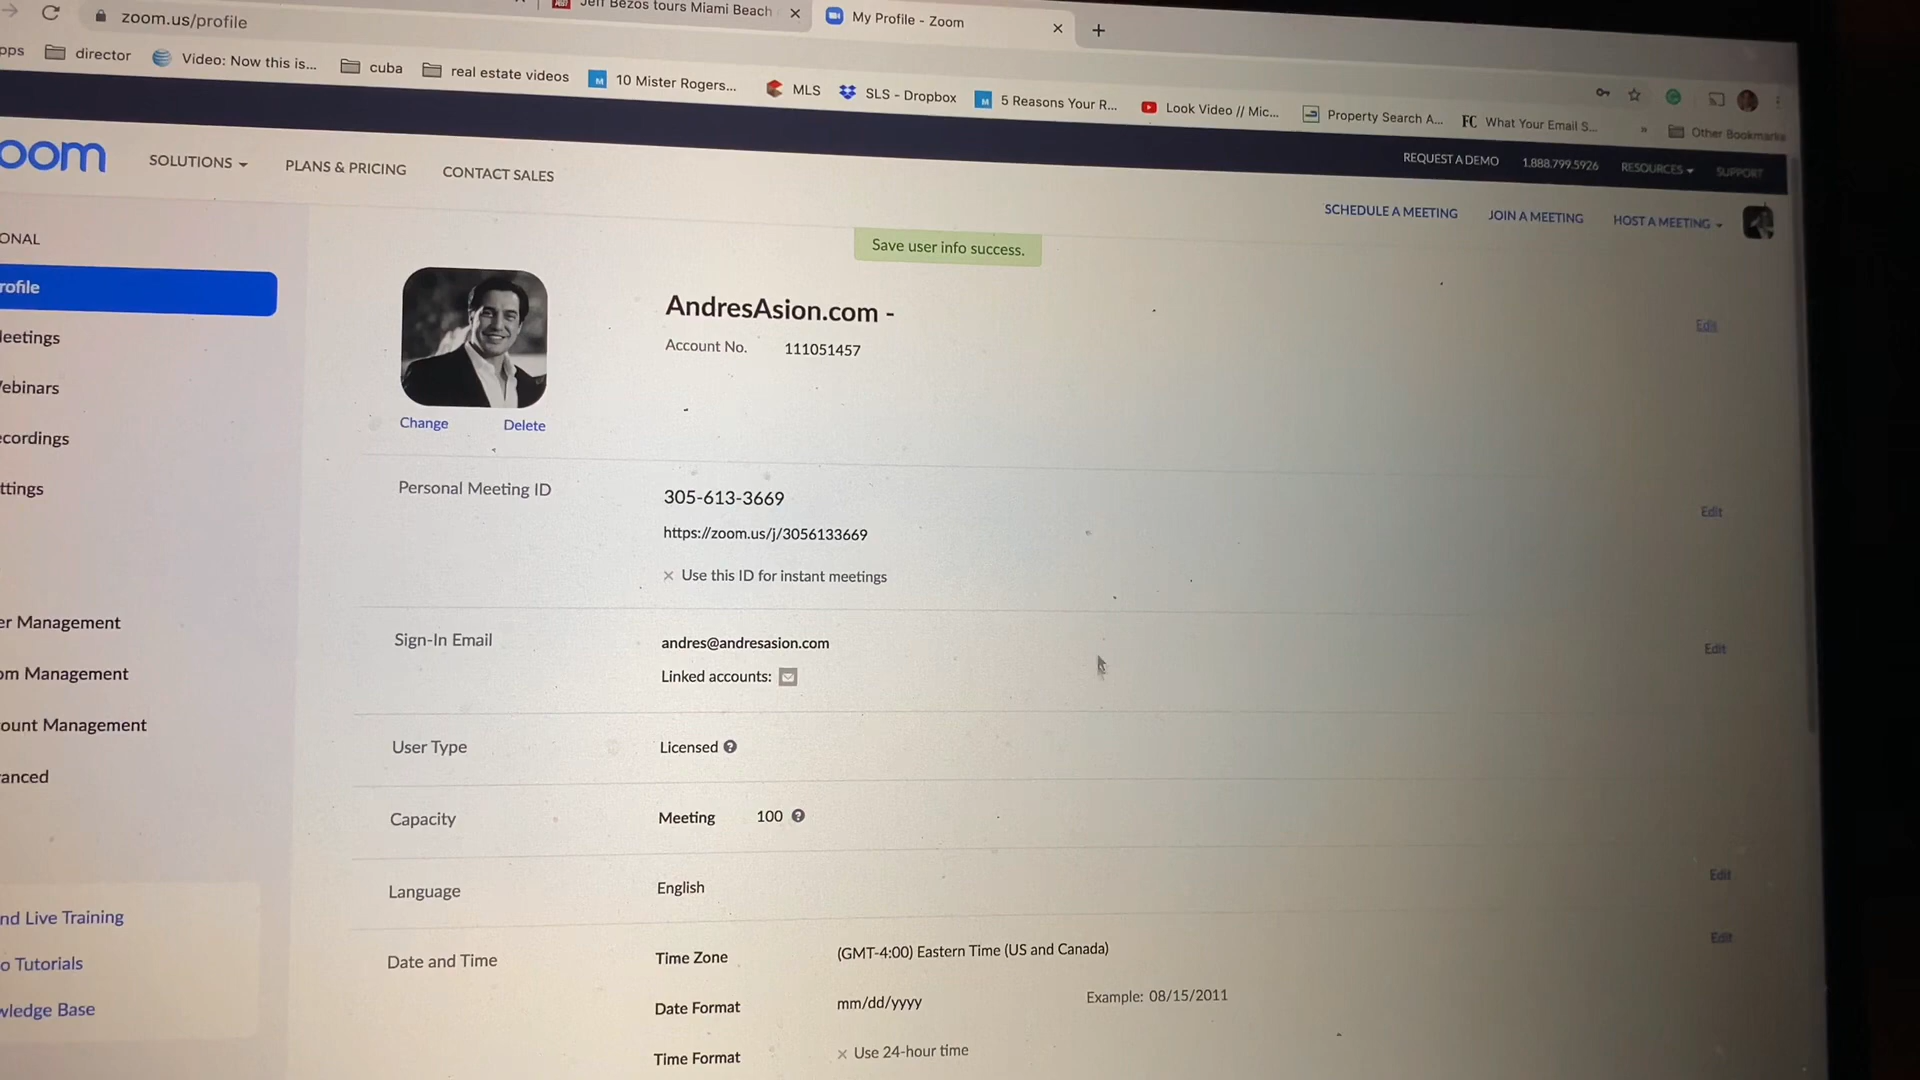 Jeff Bezos tours Miami Beach
My Profile - Zoom
zoom.us/profile
pps
director
Video: Now this is...
cuba
real estate videos
10 Mister Rogers...
MLS
SLS - Dropbox
5 Reasons Your R...
Look Video // Mic...
Property Search A...
FC What Your Email S...
»
Other Bookmarks
REQUEST A DEMO
1.888.799.5926
RESOURCES
SUPPORT
oom
SOLUTIONS
PLANS & PRICING
CONTACT SALES
SCHEDULE A MEETING
JOIN A MEETING
HOST A MEETING
ONAL
rofile
eetings
ebinars
ecordings
ttings
er Management
om Management
ount Management
anced
nd Live Training
o Tutorials
wledge Base
Save user info success.
AndresAsion.com -
Edit
Account No. 111051457
Change
Delete
Personal Meeting ID
305-613-3669
Edit
https://zoom.us/j/3056133669
× Use this ID for instant meetings
Sign-In Email
andres@andresasion.com
Edit
Linked accounts:
User Type
Licensed
Capacity
Meeting 100
Language
English
Edit
Date and Time
Time Zone
(GMT-4:00) Eastern Time (US and Canada)
Edit
Date Format
mm/dd/yyyy
Example: 08/15/2011
Time Format
× Use 24-hour time